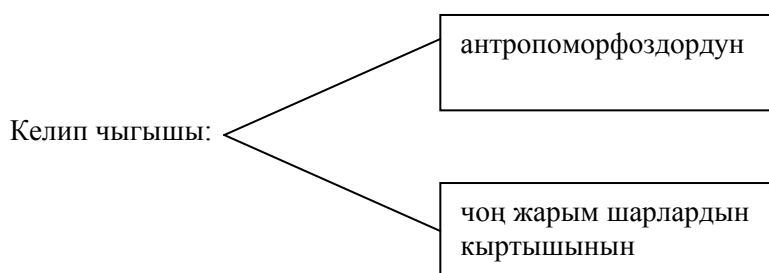 антропоморфоздордун
Келип чыгышы:
чоң жарым шарлардын
кыртышынын